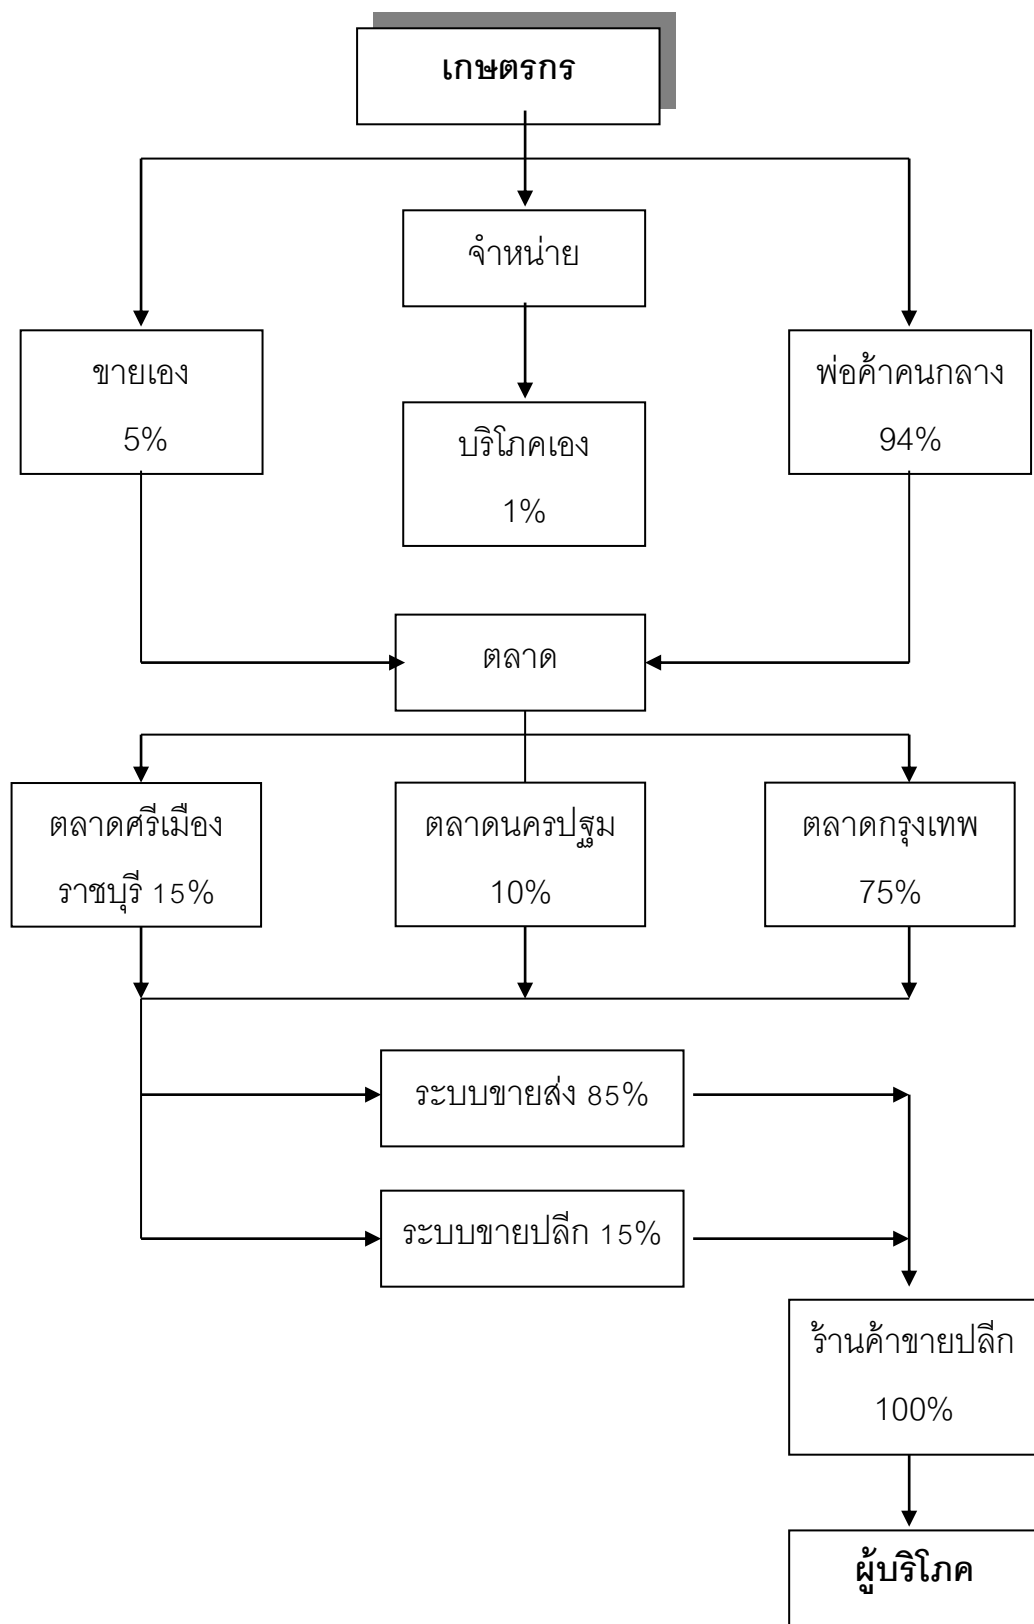 เกษตรกร
จำหน่าย
ขายเอง
5%
บริโภคเอง
1%
พ่อค้าคนกลาง
94%
ตลาด
ตลาดศรีเมือง
ราชบุรี 15%
ตลาดนครปฐม
10%
ตลาดกรุงเทพ
75%
ระบบขายส่ง 85%
ระบบขายปลีก 15%
ร้านค้าขายปลีก
100%
ผู้บริโภค